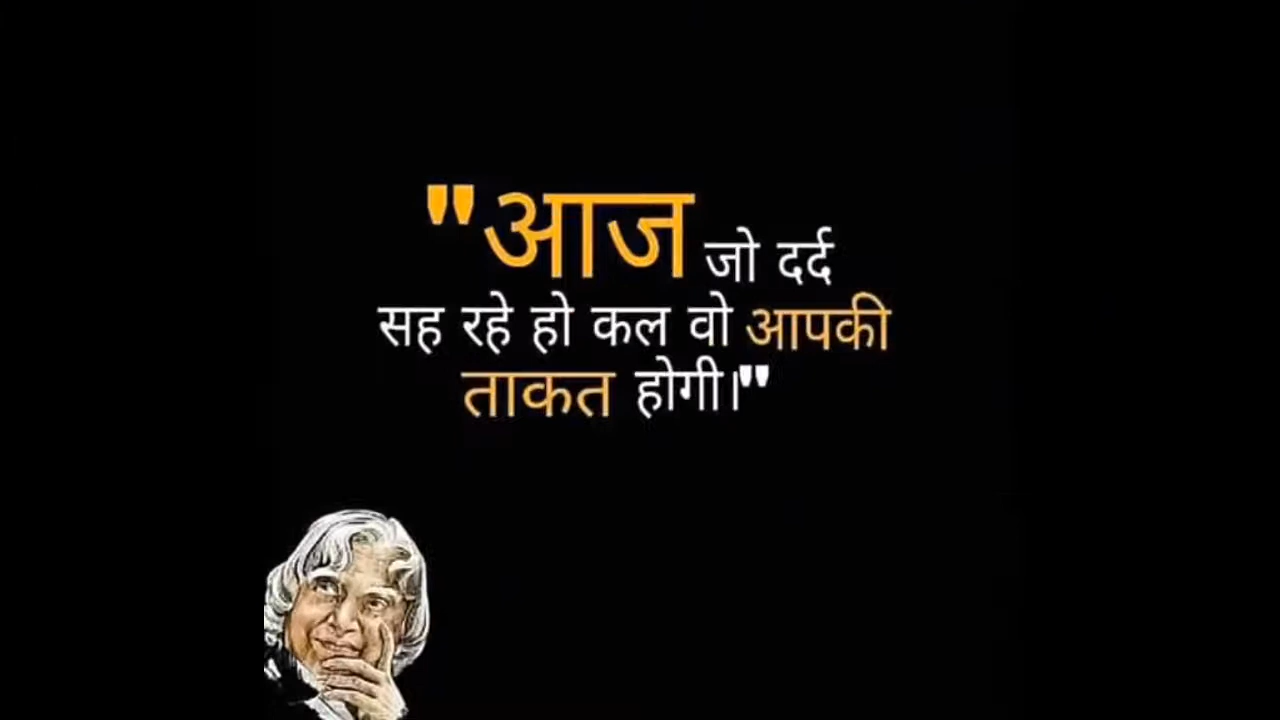 "आज जो दर्द
सह रहे हो कल वो आपकी
ताकत होगी।"